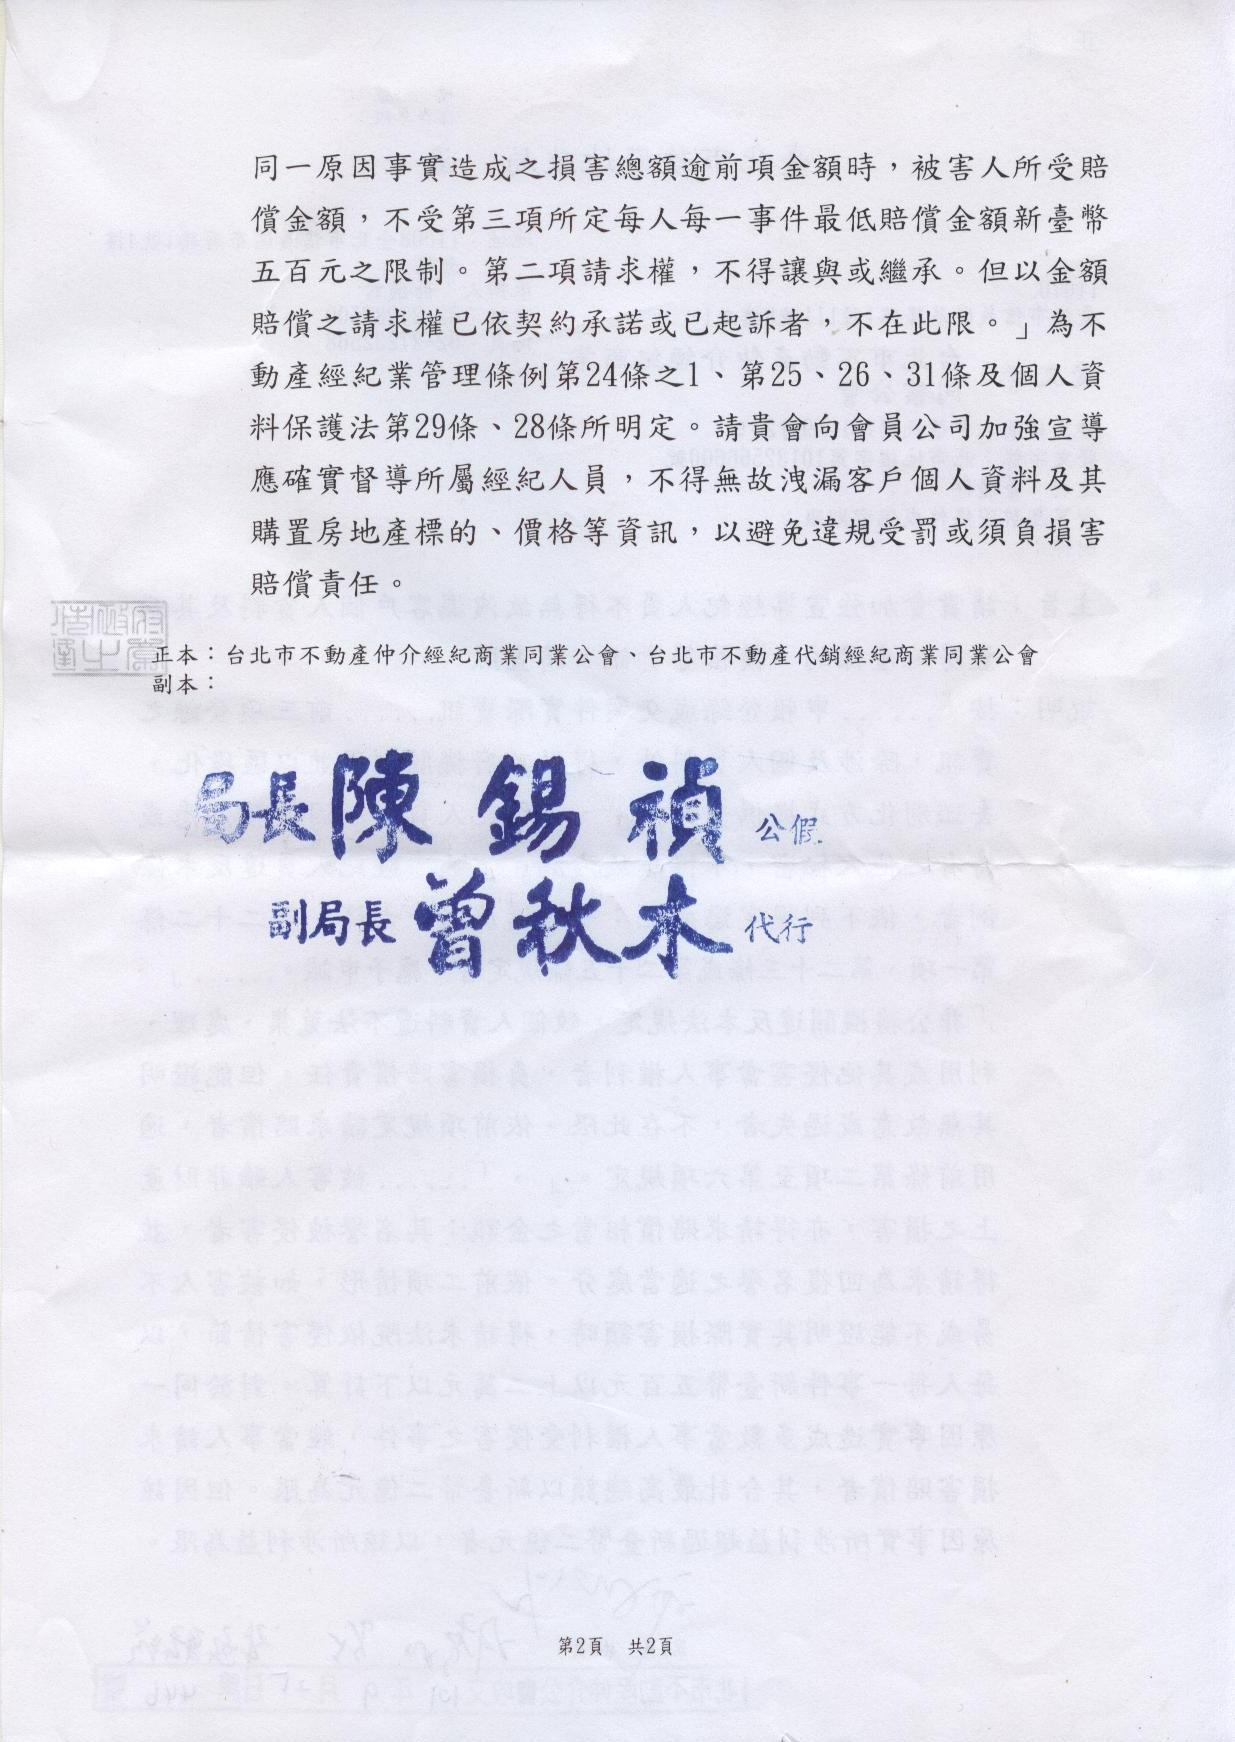 同一原因事實造成之損害總額逾前項金額時，被害人所受賠
償金額，不受第三項所定每人每一事件最低賠償金額新臺幣
五百元之限制。第二項請求權，不得讓與或繼承。但以金額
賠償之請求權已依契約承諾或已起訴者，不在此限。」為不
動產經紀業管理條例第24條之1、第25、26、31條及個人資
料保護法第29條、28條所明定。請貴會向會員公司加強宣導
應確實督導所屬經紀人員，不得無故洩漏客戶個人資料及其
購置房地產標的、價格等資訊，以避免違規受罰或須負損害
賠償責任。
正本：台北市不動產仲介經紀商業同業公會、台北市不動產代銷經紀商業同業公會
副本：
局長陳錫禎公假
副局長曾秋木代行
第2頁 共2頁